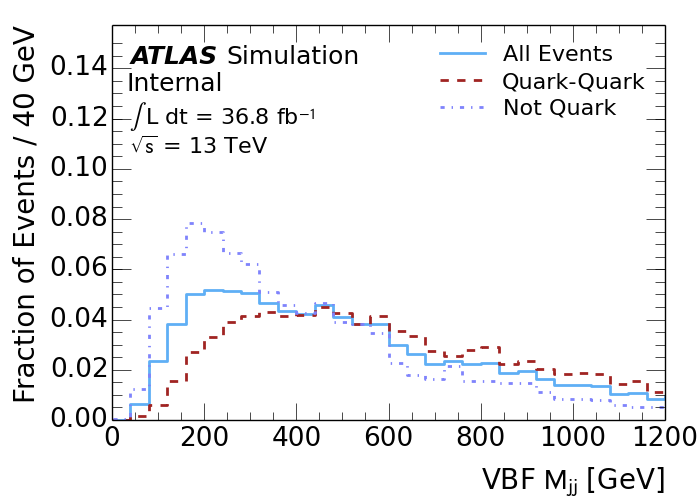 ATLAS Simulation
Internal
∫L dt = 36.8 fb⁻¹
√s = 13 TeV
All Events
Quark-Quark
Not Quark
Fraction of Events / 40 GeV
0.14
0.12
0.10
0.08
0.06
0.04
0.02
0.00
0 200 400 600 800 1000 1200
VBF Mjj [GeV]